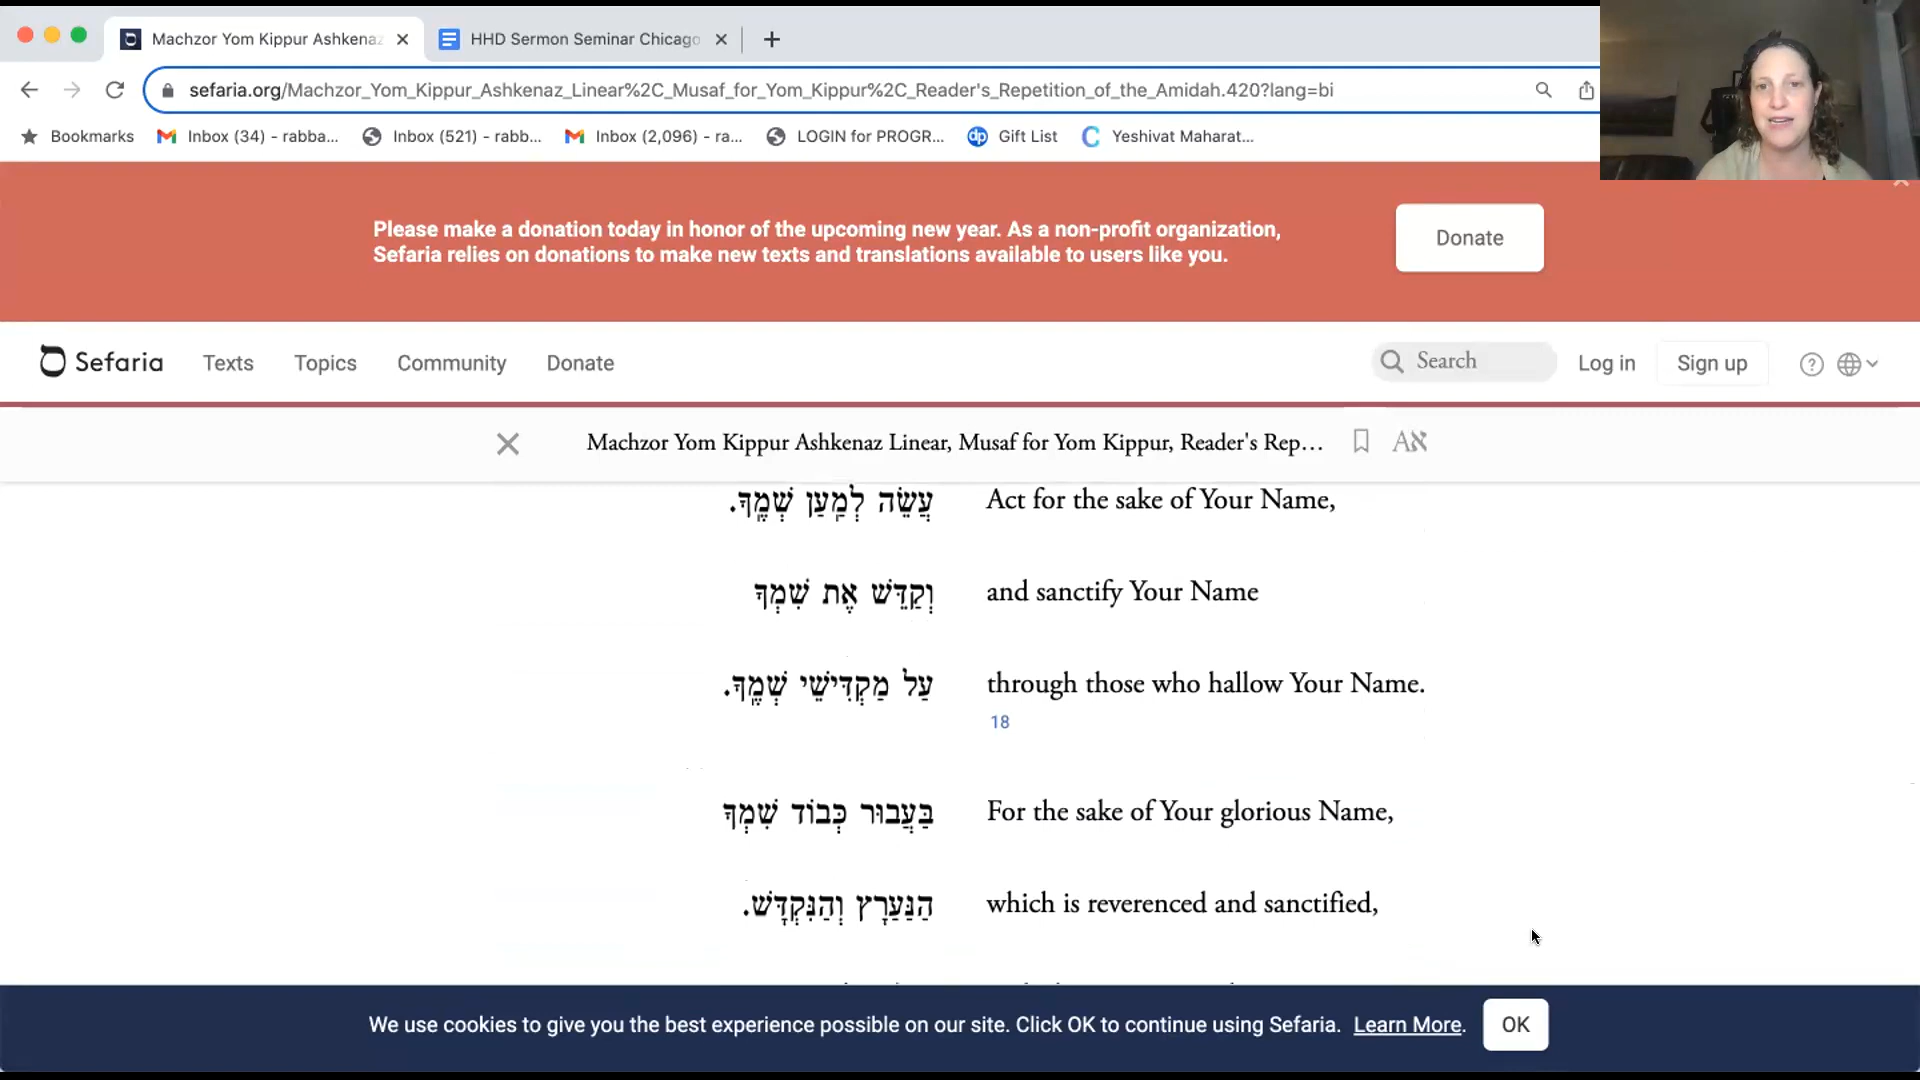 Machzor Yom Kippur Ashkenaz
HHD Sermon Seminar Chicago
sefaria.org/Machzor_Yom_Kippur_Ashkenaz_Linear%2C_Musaf_for_Yom_Kippur%2C_Reader's_Repetition_of_the_Amidah.420?lang=bi
Bookmarks Inbox (34) - rabba... Inbox (521) - rabb... Inbox (2,096) - ra... LOGIN for PROGR... dp Gift List Yeshivat Maharat...
Please make a donation today in honor of the upcoming new year. As a non-profit organization,
Sefaria relies on donations to make new texts and translations available to users like you.
Donate
Sefaria Texts Topics Community Donate Search Log in Sign up
Machzor Yom Kippur Ashkenaz Linear, Musaf for Yom Kippur, Reader's Rep... Aא
עֲשֵׂה לְמַֽעַן שְׁמֶֽךָ. Act for the sake of Your Name,
וְקַדֵּשׁ אֶת שִׁמְךָ and sanctify Your Name
עַל מַקְדִּישֵׁי שְׁמֶֽךָ. through those who hallow Your Name.
18
בַּעֲבוּר כְּבוֹד שִׁמְךָ For the sake of Your glorious Name,
הַנַּעֲרָץ וְהַנִּקְדָּשׁ. which is reverenced and sanctified,
We use cookies to give you the best experience possible on our site. Click OK to continue using Sefaria. Learn More. OK